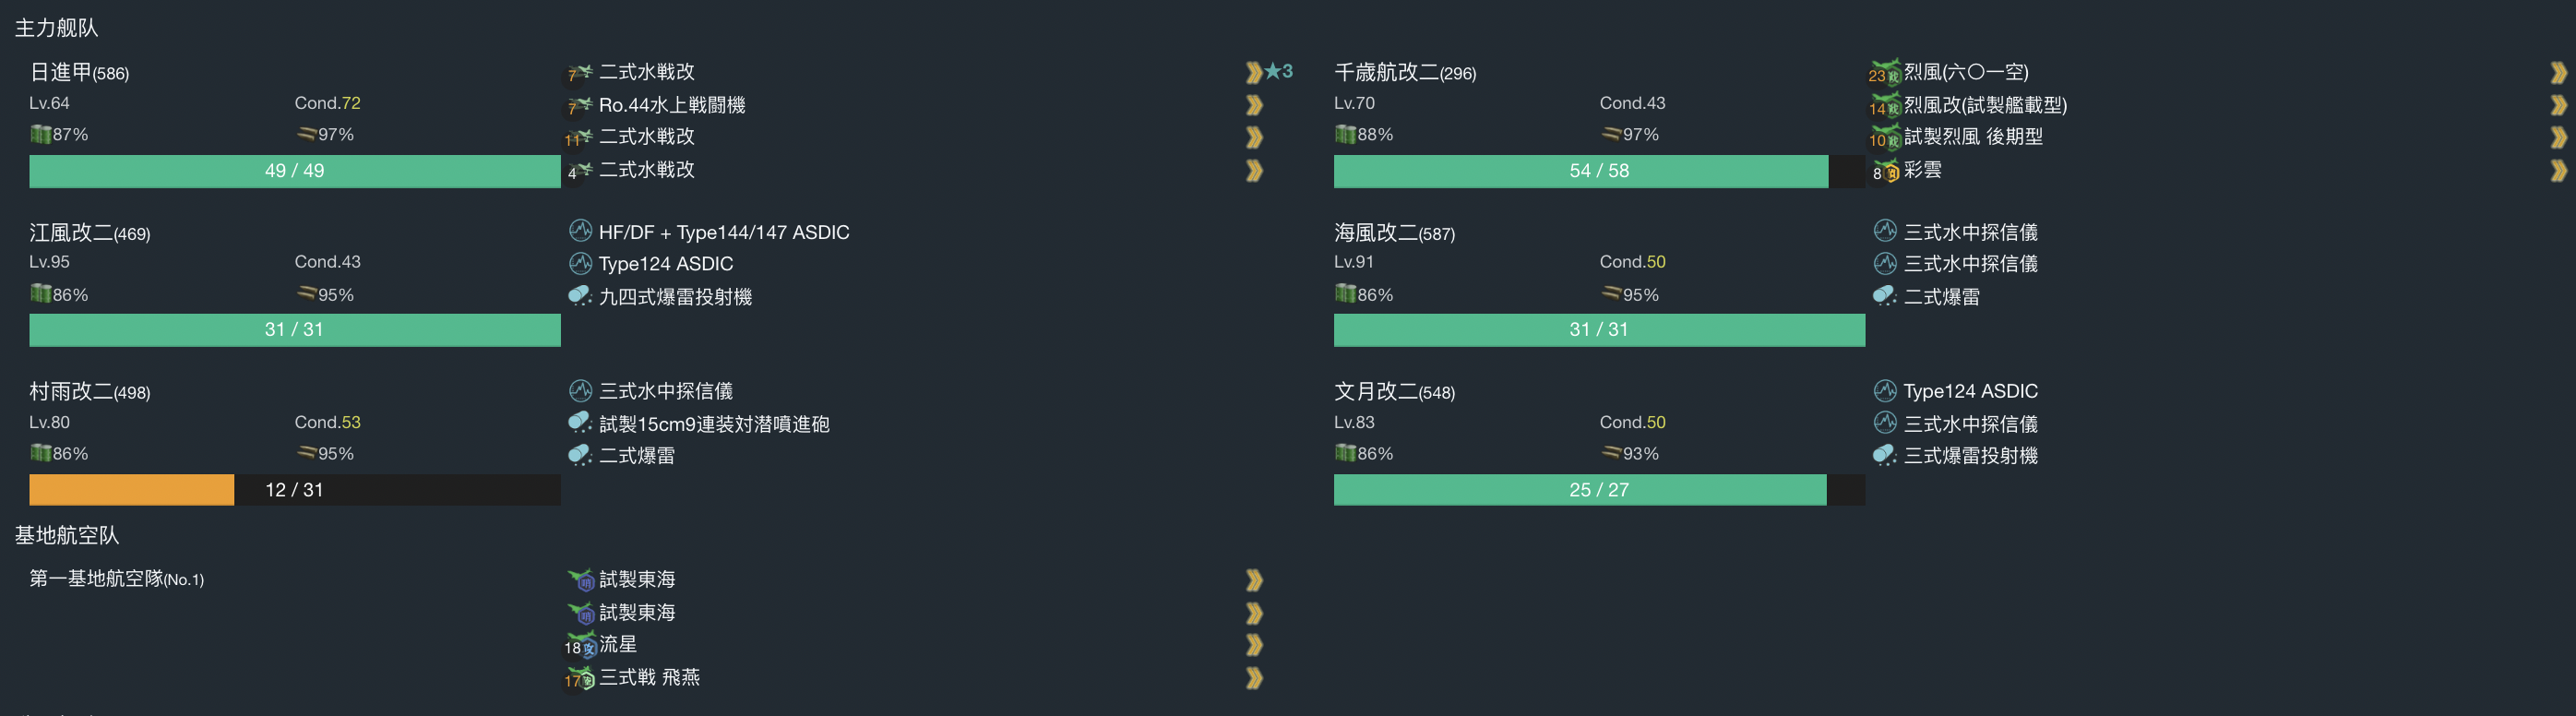 主力舰队
日進甲(586)
Lv.64 Cond.72
87% 97%
49 / 49
7 二式水戦改 ★3
7 Ro.44水上戦闘機
11 二式水戦改
4 二式水戦改
千歳航改二(296)
Lv.70 Cond.43
88% 97%
54 / 58
23 烈風(六〇一空)
14 烈風改(試製艦載型)
10 試製烈風 後期型
8 彩雲
江風改二(469)
Lv.95 Cond.43
86% 95%
31 / 31
HF/DF + Type144/147 ASDIC
Type124 ASDIC
九四式爆雷投射機
海風改二(587)
Lv.91 Cond.50
86% 95%
31 / 31
三式水中探信儀
三式水中探信儀
二式爆雷
村雨改二(498)
Lv.80 Cond.53
86% 95%
12 / 31
三式水中探信儀
試製15cm9連装対潜噴進砲
二式爆雷
文月改二(548)
Lv.83 Cond.50
86% 93%
25 / 27
Type124 ASDIC
三式水中探信儀
三式爆雷投射機
基地航空队
第一基地航空隊(No.1)
試製東海
試製東海
18 流星
17 三式戦 飛燕